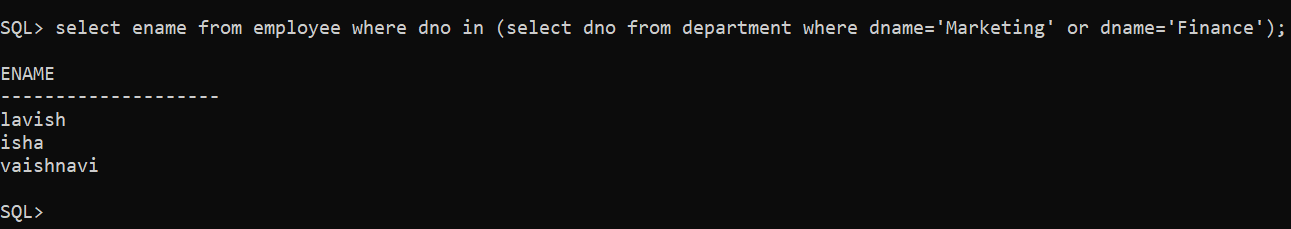 SQL> select ename from employee where dno in (select dno from department where dname='Marketing' or dname='Finance');
ENAME
--------------------
lavish
isha
vaishnavi
SQL>